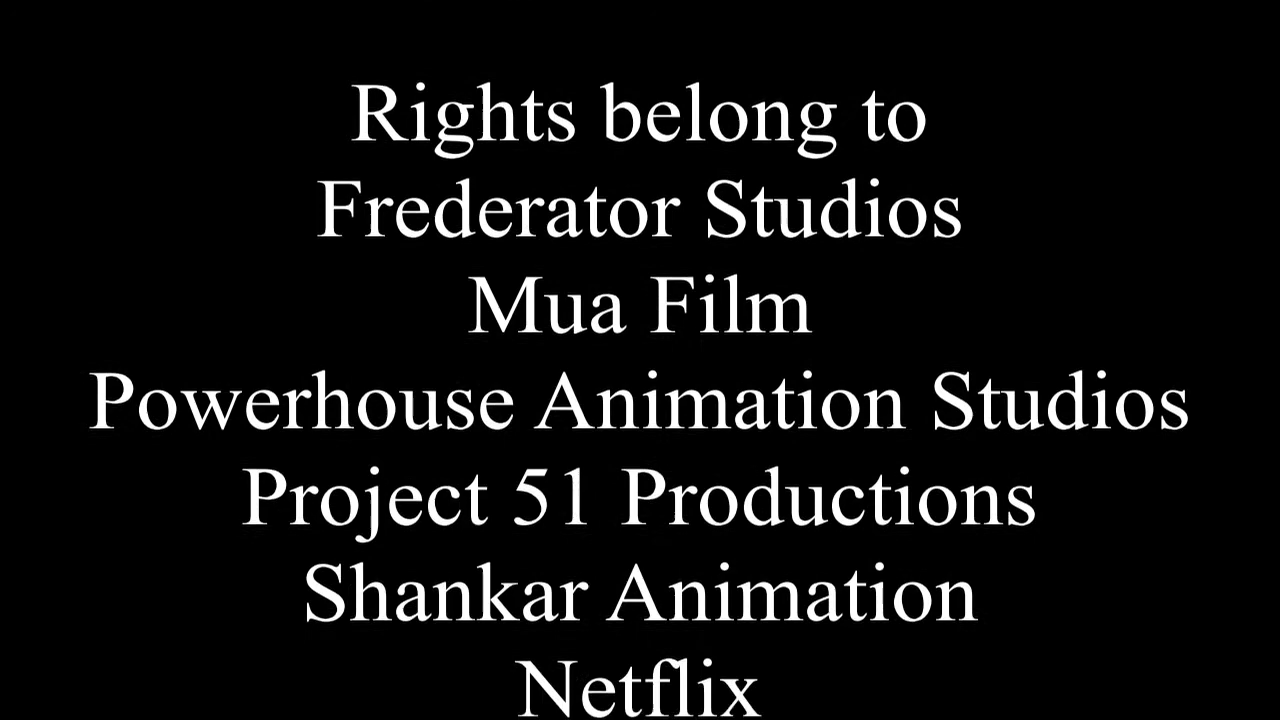 Rights belong to
Frederator Studios
Mua Film
Powerhouse Animation Studios
Project 51 Productions
Shankar Animation
Netflix